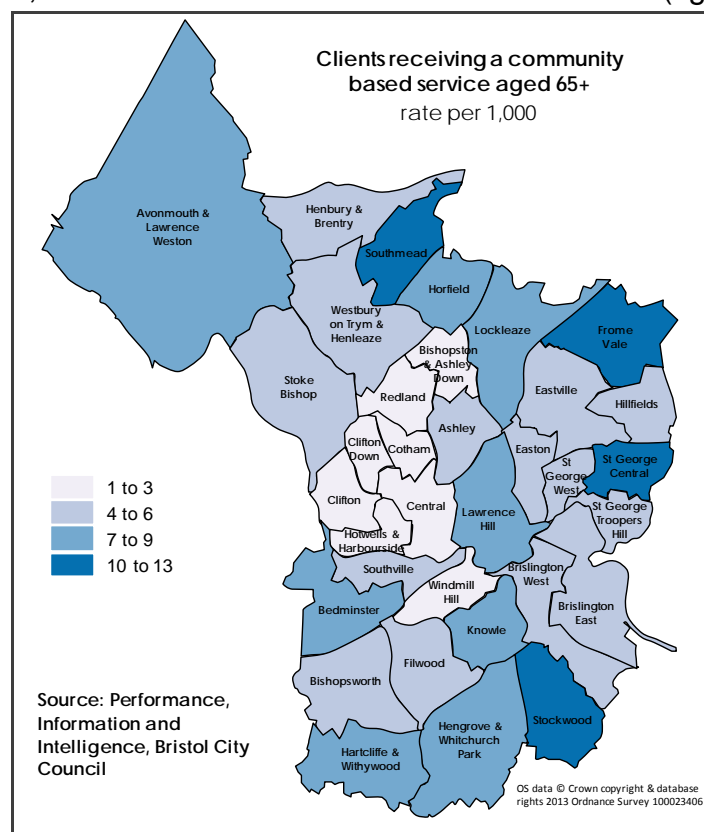 Clients receiving a community
based service aged 65+
rate per 1,000
Avonmouth &
Lawrence
Weston
Henbury &
Brentry
Southmead
Horfield
Westbury
on Trym &
Henleaze
Lockleaze
Frome
Vale
Bishopston
& Ashley
Down
Stoke
Bishop
Redland
Eastville
Hillfields
Ashley
Clifton
Down
Cotham
Easton
St
George
West
St George
Central
Clifton
Central
Lawrence
Hill
St George
Troopers
Hill
Hotwells &
Harbourside
Southville
Windmill
Hill
Brislington
West
Brislington
East
Bedminster
Knowle
Filwood
Bishopsworth
Stockwood
Hengrove &
Whitchurch
Park
Hartcliffe &
Withywood
1 to 3
4 to 6
7 to 9
10 to 13
Source: Performance,
Information and
Intelligence, Bristol City
Council
OS data © Crown copyright & database
rights 2013 Ordnance Survey 100023406